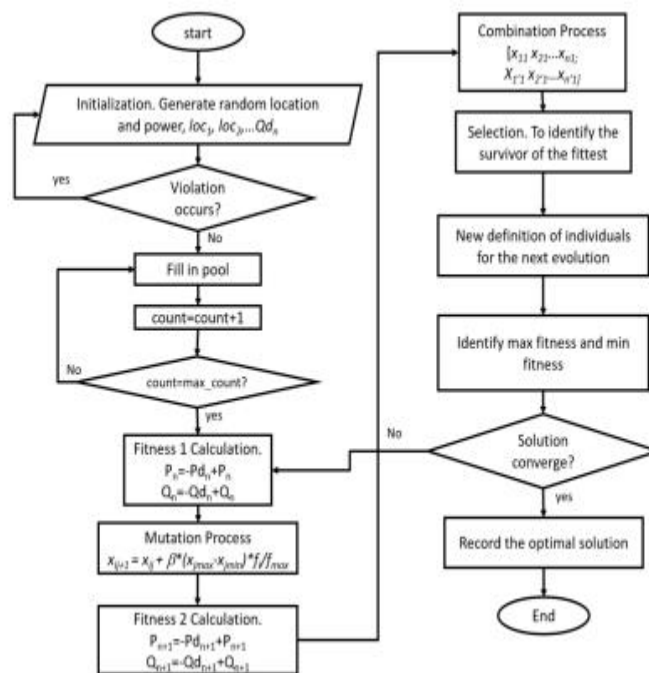 start
Initialization. Generate random location
and power, loc₁, loc₂,...Qdₙ
yes
Violation
occurs?
No
Fill in pool
count=count+1
No
count=max_count?
yes
Fitness 1 Calculation.
Pₙ=-Pdₙ+Pₙ
Qₙ=-Qdₙ+Qₙ
Mutation Process
xᵢⱼ₊₁ = xᵢⱼ + β*(xⱼmax-xⱼmin)*fᵢ/fmax
Fitness 2 Calculation.
Pₙ₊₁=-Pdₙ₊₁+Pₙ₊₁
Qₙ₊₁=-Qdₙ₊₁+Qₙ₊₁
Combination Process
[x₁₁ x₂₁...xₙ₁;
X₁'₁ x₂'₁...xₙ'₁]
Selection. To identify the
survivor of the fittest
New definition of individuals
for the next evolution
Identify max fitness and min
fitness
No
Solution
converge?
yes
Record the optimal solution
End